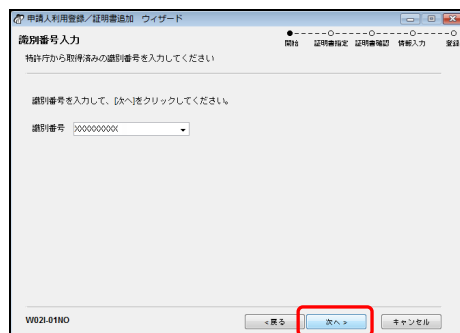 申請人利用登録／証明書追加　ウィザード
識別番号入力
●-----○-----○-----○-----○
開始 証明書指定 証明書確認 情報入力 登録
特許庁から取得済みの識別番号を入力してください
識別番号を入力して、[次へ]をクリックしてください。
識別番号 XXXXXXXXX
W02I-01NO
<戻る 次へ> キャンセル